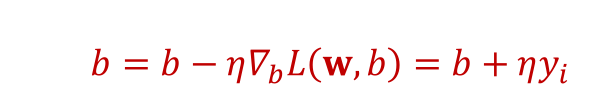 b = b − η∇_b L(𝐰, b) = b + ηy_i